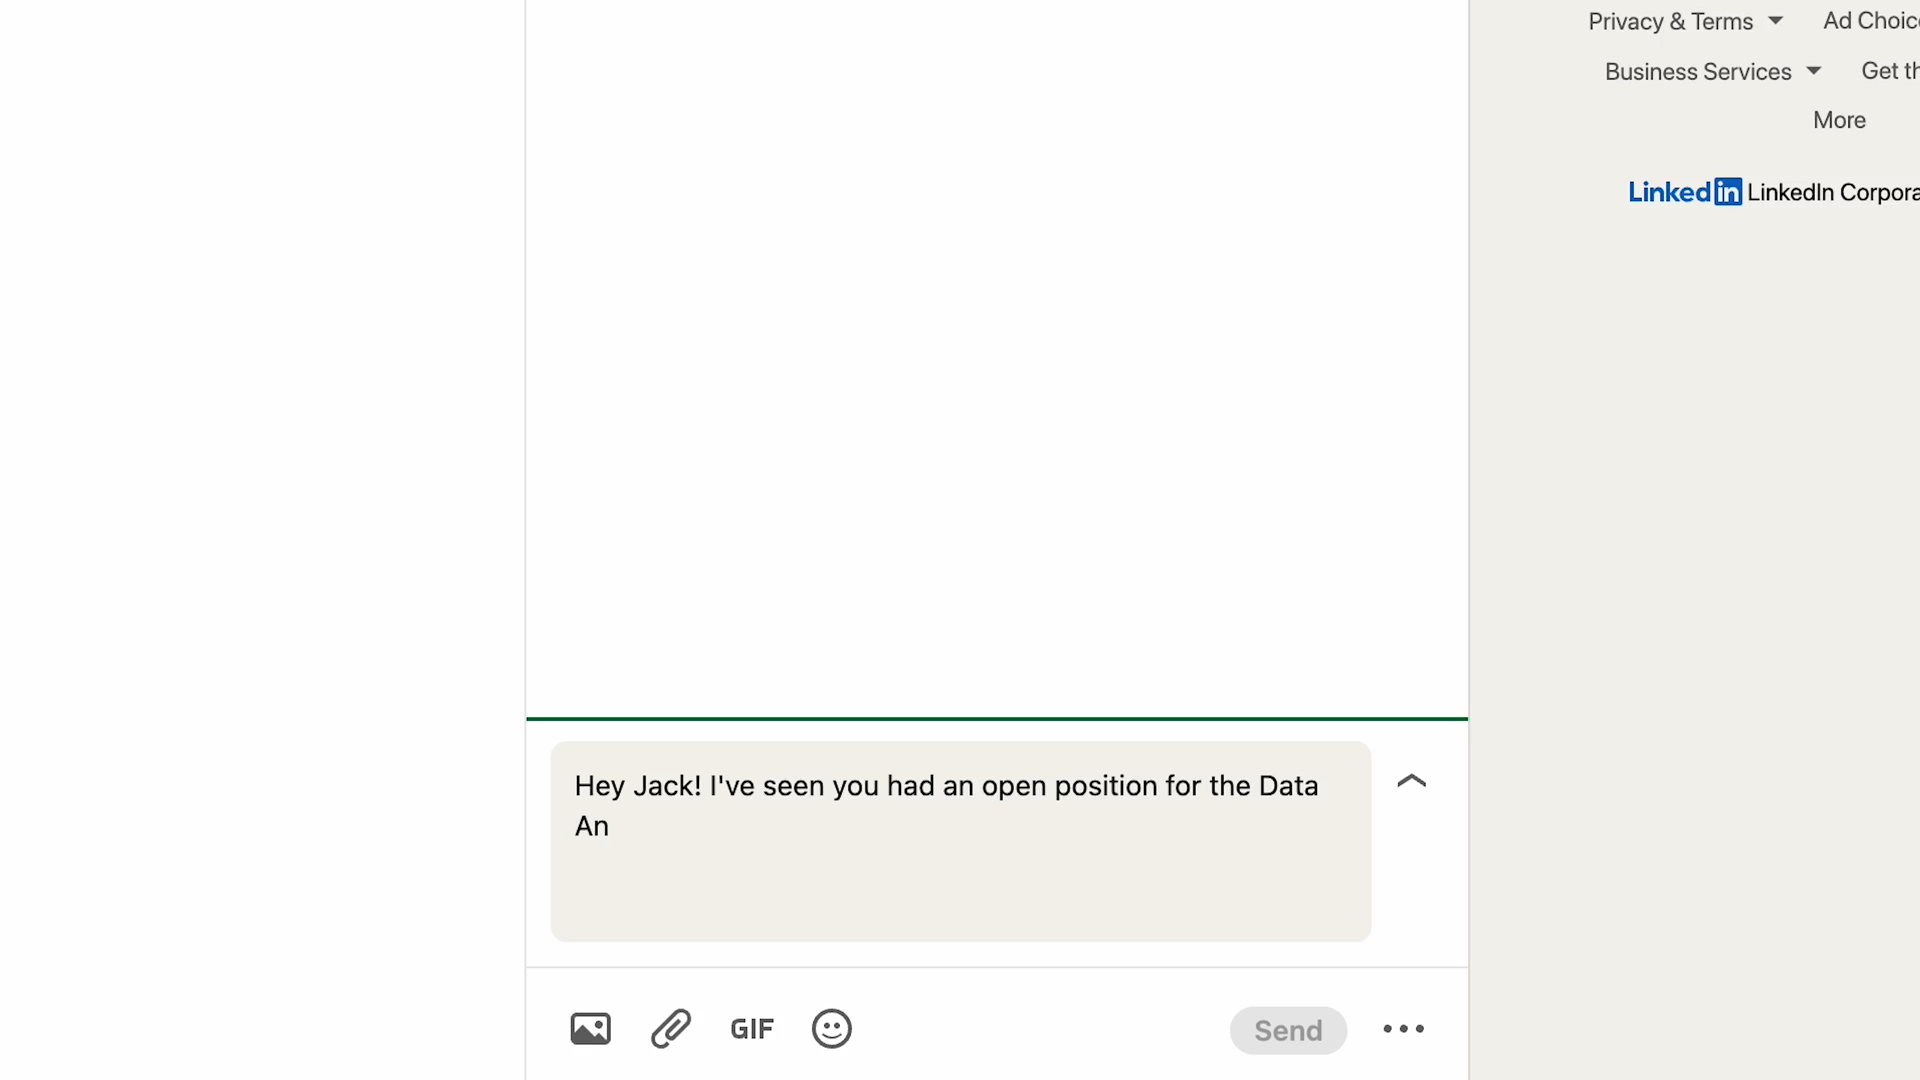 Privacy & Terms Ad Choic
Business Services Get th
More
Linked in LinkedIn Corpora
Hey Jack! I've seen you had an open position for the Data
An
GIF
Send